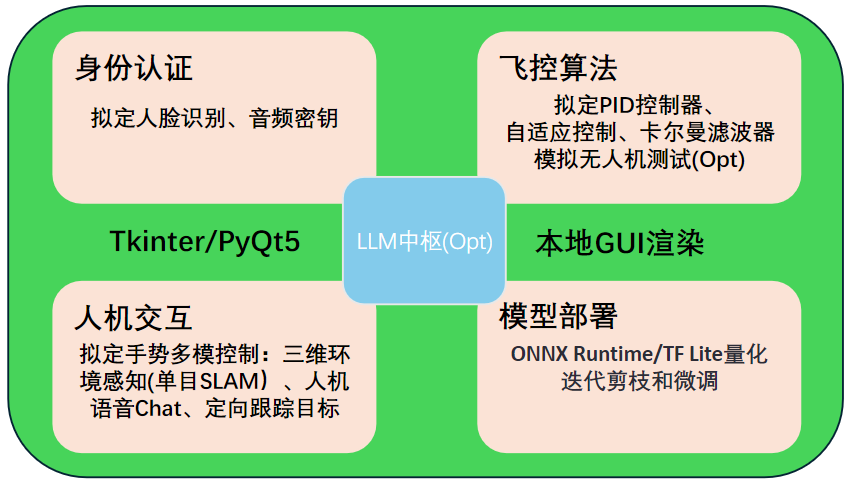 身份认证
拟定人脸识别、音频密钥
飞控算法
拟定PID控制器、
自适应控制、卡尔曼滤波器
模拟无人机测试(Opt)
Tkinter/PyQt5
LLM中枢(Opt)
本地GUI渲染
人机交互
拟定手势多模控制：三维环
境感知(单目SLAM）、人机
语音Chat、定向跟踪目标
模型部署
ONNX Runtime/TF Lite量化
迭代剪枝和微调